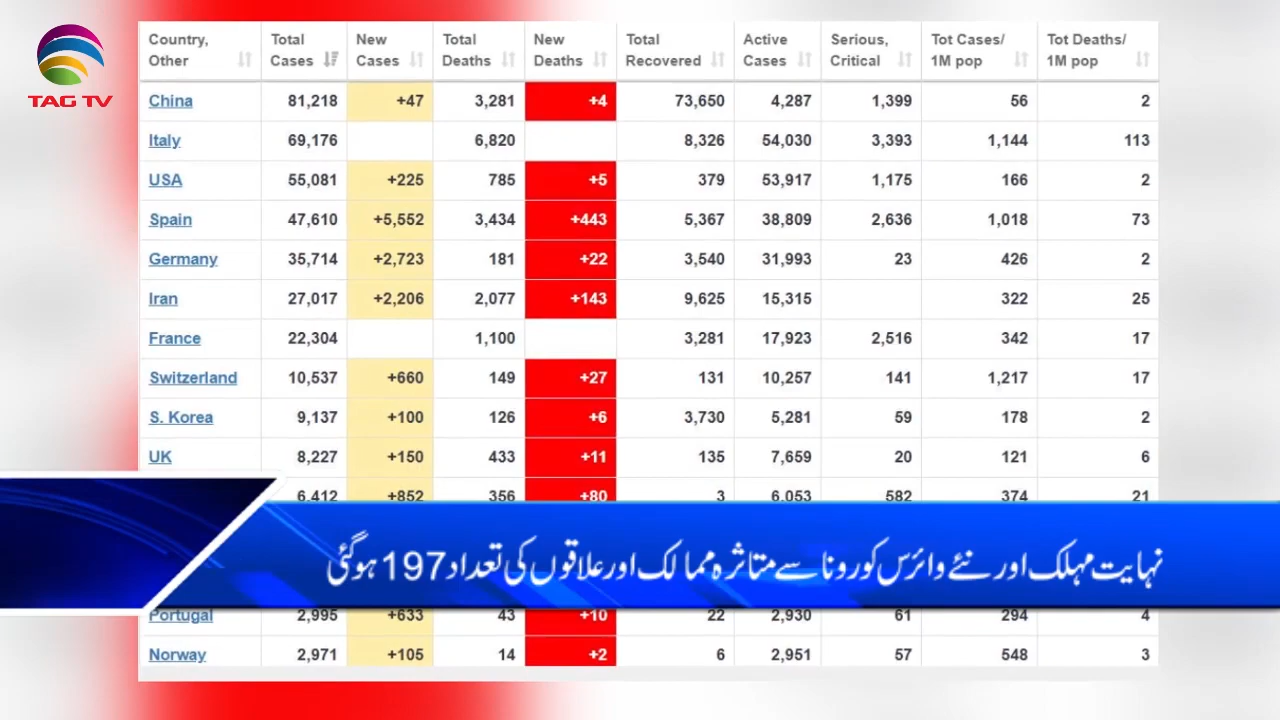 TAG TV
Country, Other Total Cases New Cases Total Deaths New Deaths Total Recovered Active Cases Serious, Critical Tot Cases/ 1M pop Tot Deaths/ 1M pop
China 81,218 +47 3,281 +4 73,650 4,287 1,399 56 2
Italy 69,176 6,820 8,326 54,030 3,393 1,144 113
USA 55,081 +225 785 +5 379 53,917 1,175 166 2
Spain 47,610 +5,552 3,434 +443 5,367 38,809 2,636 1,018 73
Germany 35,714 +2,723 181 +22 3,540 31,993 23 426 2
Iran 27,017 +2,206 2,077 +143 9,625 15,315 322 25
France 22,304 1,100 3,281 17,923 2,516 342 17
Switzerland 10,537 +660 149 +27 131 10,257 141 1,217 17
S. Korea 9,137 +100 126 +6 3,730 5,281 59 178 2
UK 8,227 +150 433 +11 135 7,659 20 121 6
6,412 +852 356 +80 3 6,053 582 374 21
نہایت مہلک اور نئے وائرس کورونا سے متاثرہ ممالک اور علاقوں کی تعداد 197 ہوگئی
Portugal 2,995 +633 43 +10 22 2,930 61 294 4
Norway 2,971 +105 14 +2 6 2,951 57 548 3